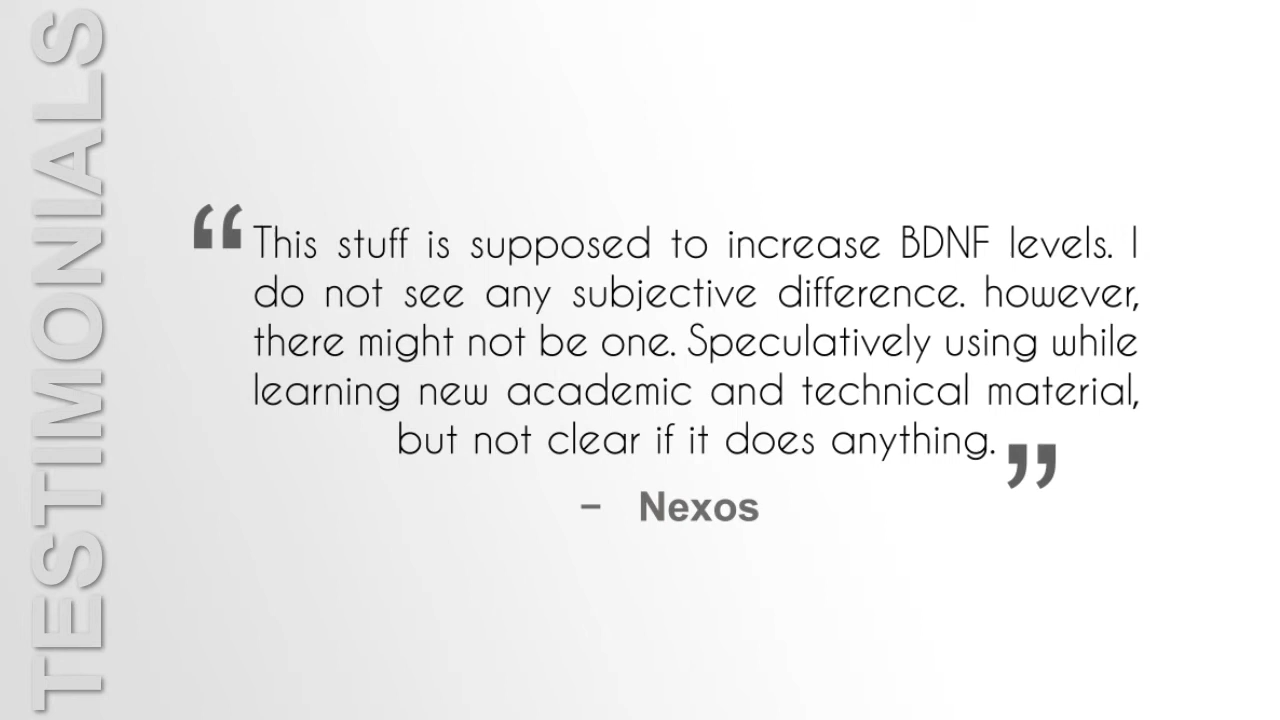 TESTIMONIALS
“This stuff is supposed to increase BDNF levels. I
do not see any subjective difference. however,
there might not be one. Speculatively using while
learning new academic and technical material,
but not clear if it does anything.”
– Nexos